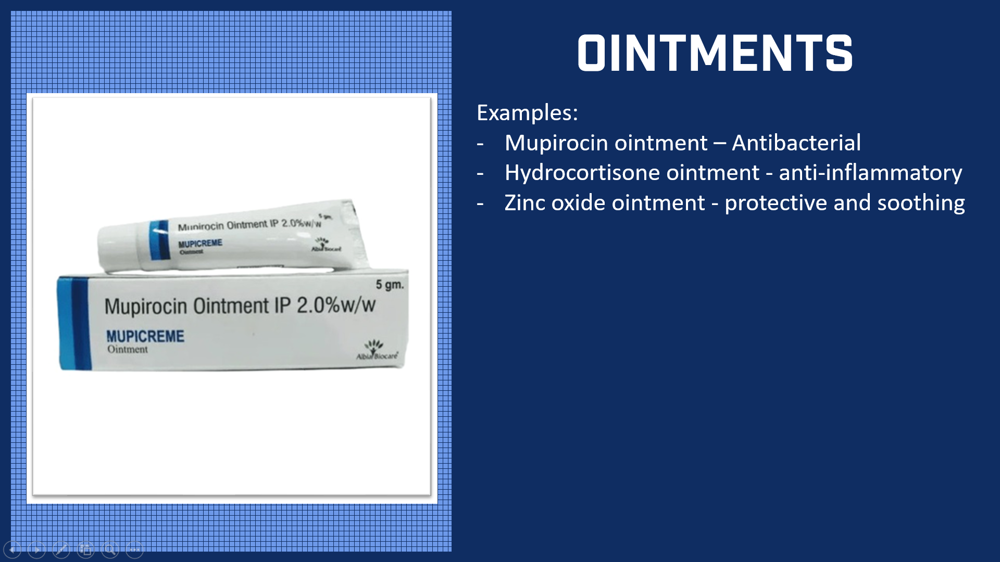 OINTMENTS
Examples:
- Mupirocin ointment – Antibacterial
- Hydrocortisone ointment - anti-inflammatory
- Zinc oxide ointment - protective and soothing
5 gm.
Mupirocin Ointment IP 2.0%w/w
MUPICREME
Ointment
Albia Biocare
5 gm.
Mupirocin Ointment IP 2.0%w/w
MUPICREME
Ointment
Albia Biocare